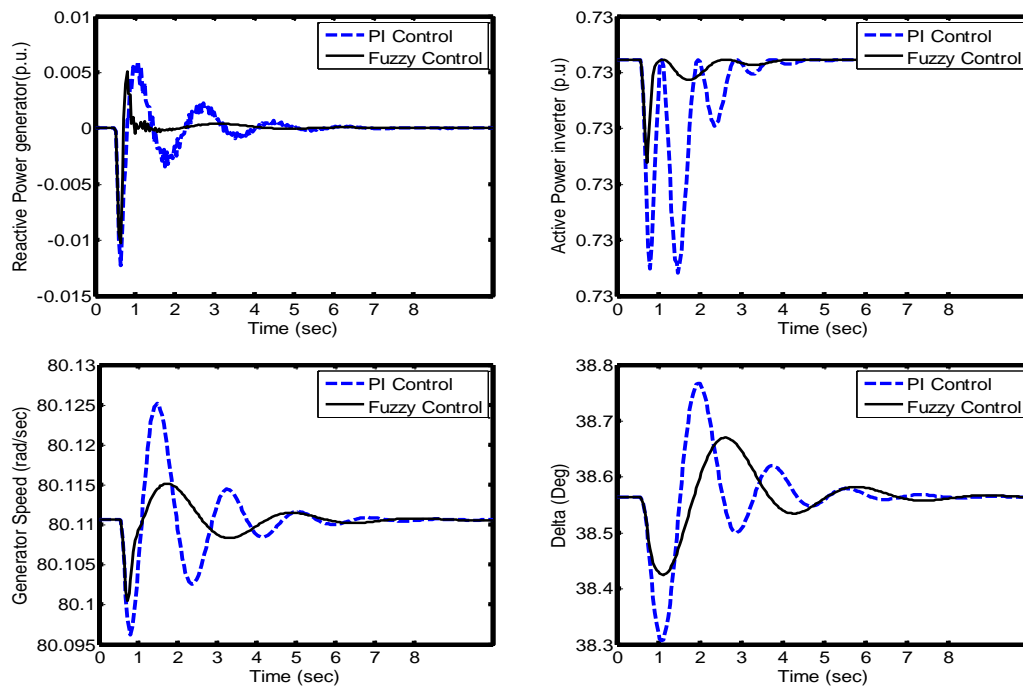 Reactive Power generator(p.u.)
0.01
0.005
0
-0.005
-0.01
-0.015
0 1 2 3 4 5 6 7 8
Time (sec)
PI Control
Fuzzy Control
Active Power inverter (p.u)
0.73
0.73
0.73
0.73
0.73
0.73
0 1 2 3 4 5 6 7 8
Time (sec)
PI Control
Fuzzy Control
Generator Speed (rad/sec)
80.13
80.125
80.12
80.115
80.11
80.105
80.1
80.095
0 1 2 3 4 5 6 7 8
Time (sec)
PI Control
Fuzzy Control
Delta (Deg)
38.8
38.7
38.6
38.5
38.4
38.3
0 1 2 3 4 5 6 7 8
Time (sec)
PI Control
Fuzzy Control